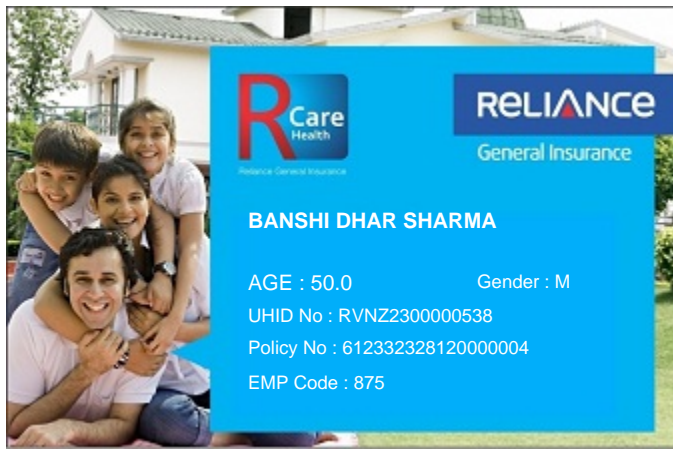 R Care
Health
Reliance General Insurance
RELIANCE
General Insurance
BANSHI DHAR SHARMA
AGE : 50.0
Gender : M
UHID No : RVNZ2300000538
Policy No : 612332328120000004
EMP Code : 875